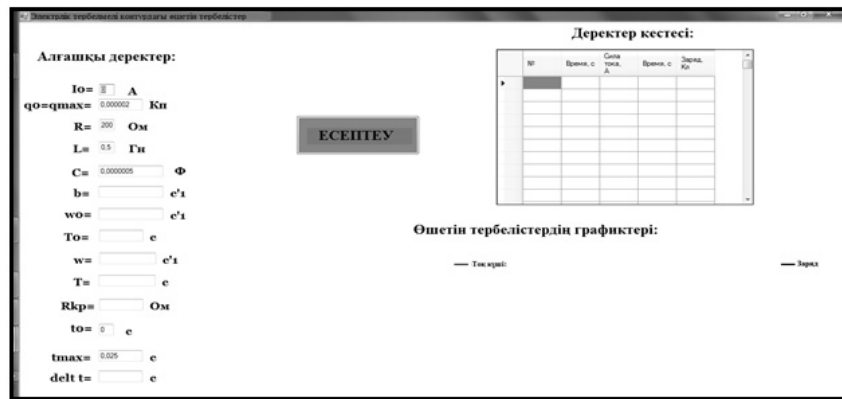 Электрлік тербелмелі контурдағы өшетін тербелістер
Алғашқы деректер:
Io= 0 А
qo=qmax= 0,000002 Кл
R= 200 Ом
L= 0,5 Гн
C= 0,0000005 Ф
b= c'1
wo= c'1
To= c
w= c'1
T= c
Rkp= Ом
to= 0 c
tmax= 0,025 c
delt t= c
ЕСЕПТЕУ
Деректер кестесі:
№ Время, с Сила тока, А Время, с Заряд, Кл
Өшетін тербелістердің графиктері:
Ток күші: Заряд